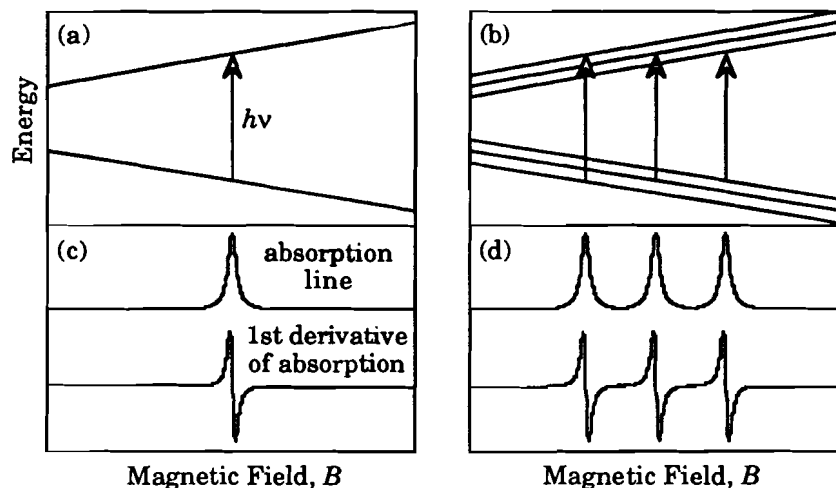 (a)
Energy
hν
(b)
(c)
absorption
line
1st derivative
of absorption
Magnetic Field, B
(d)
Magnetic Field, B